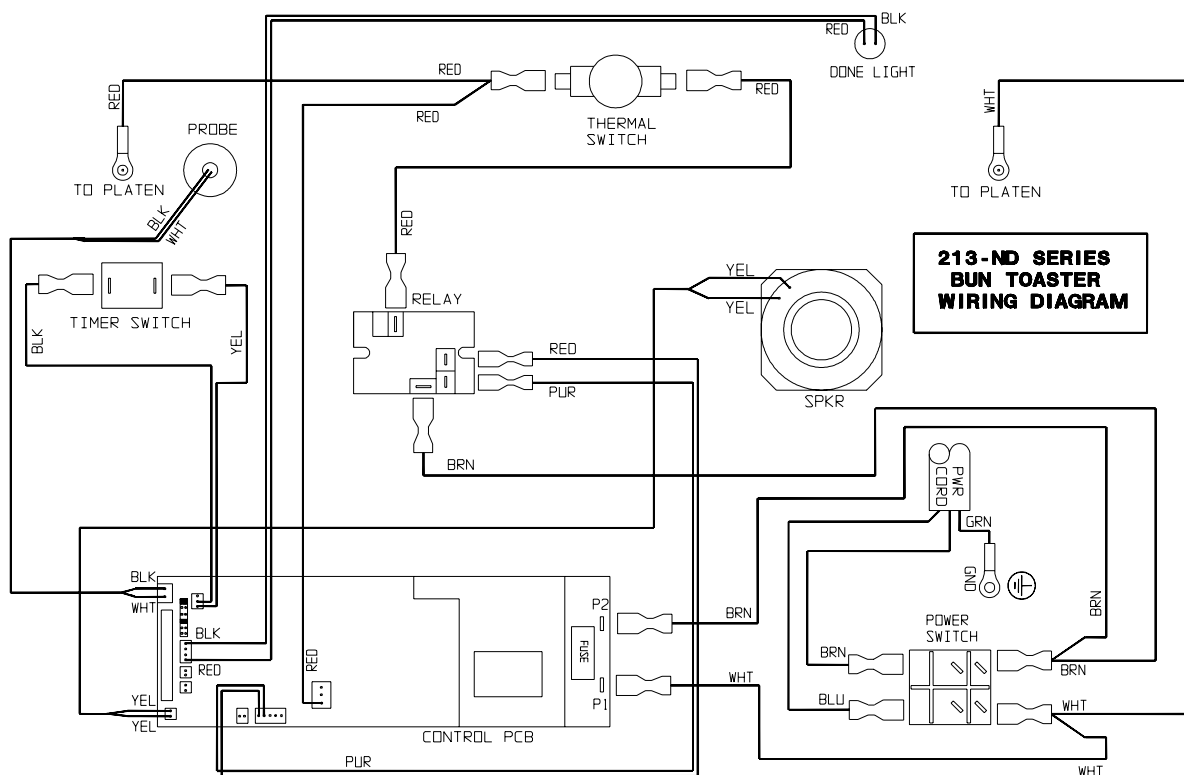 BLK
RED
DONE LIGHT
RED
RED
RED
RED
WHT
THERMAL
SWITCH
PROBE
TO PLATEN
TO PLATEN
BLK
WHT
RED
213-ND SERIES
BUN TOASTER
WIRING DIAGRAM
YEL
YEL
RELAY
TIMER SWITCH
BLK
YEL
RED
PUR
SPKR
BRN
PWR
CORD
GRN
GND
BLK
WHT
P2
BRN
BRN
POWER
SWITCH
BLK
FUSE
BRN
BRN
RED
RED
WHT
P1
BLU
WHT
YEL
YEL
CONTROL PCB
PUR
WHT